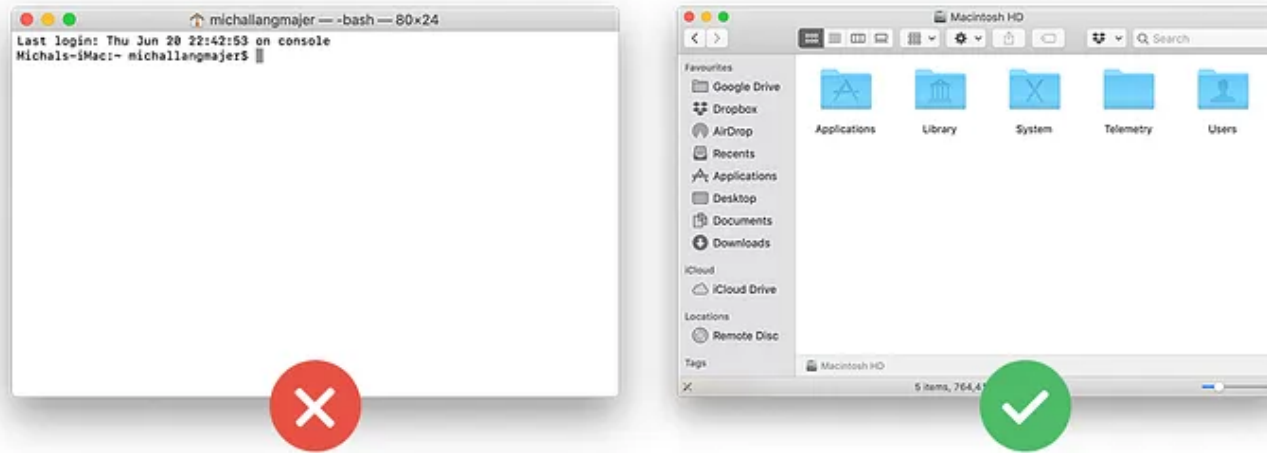 michallangmajer — -bash — 80×24
Last login: Thu Jun 20 22:42:53 on console
Michals-iMac:~ michallangmajer$
Macintosh HD
Search
Favourites
Google Drive
Dropbox
AirDrop
Recents
Applications
Desktop
Documents
Downloads
iCloud
iCloud Drive
Locations
Remote Disc
Tags
Applications
Library
System
Telemetry
Users
Macintosh HD
5 items,